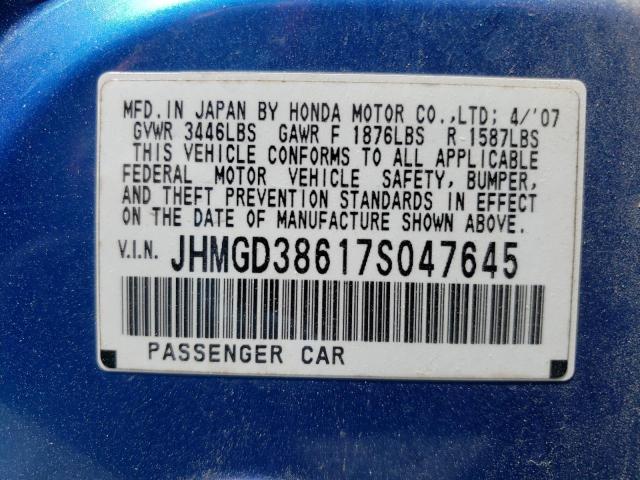 MFD.IN JAPAN BY HONDA MOTOR CO.,LTD; 4/'07
GVWR 3446LBS GAWR F 1876LBS R 1587LBS
THIS VEHICLE CONFORMS TO ALL APPLICABLE
FEDERAL MOTOR VEHICLE SAFETY, BUMPER,
AND THEFT PREVENTION STANDARDS IN EFFECT
ON THE DATE OF MANUFACTURE SHOWN ABOVE.
V.I.N. JHMGD38617S047645
PASSENGER CAR